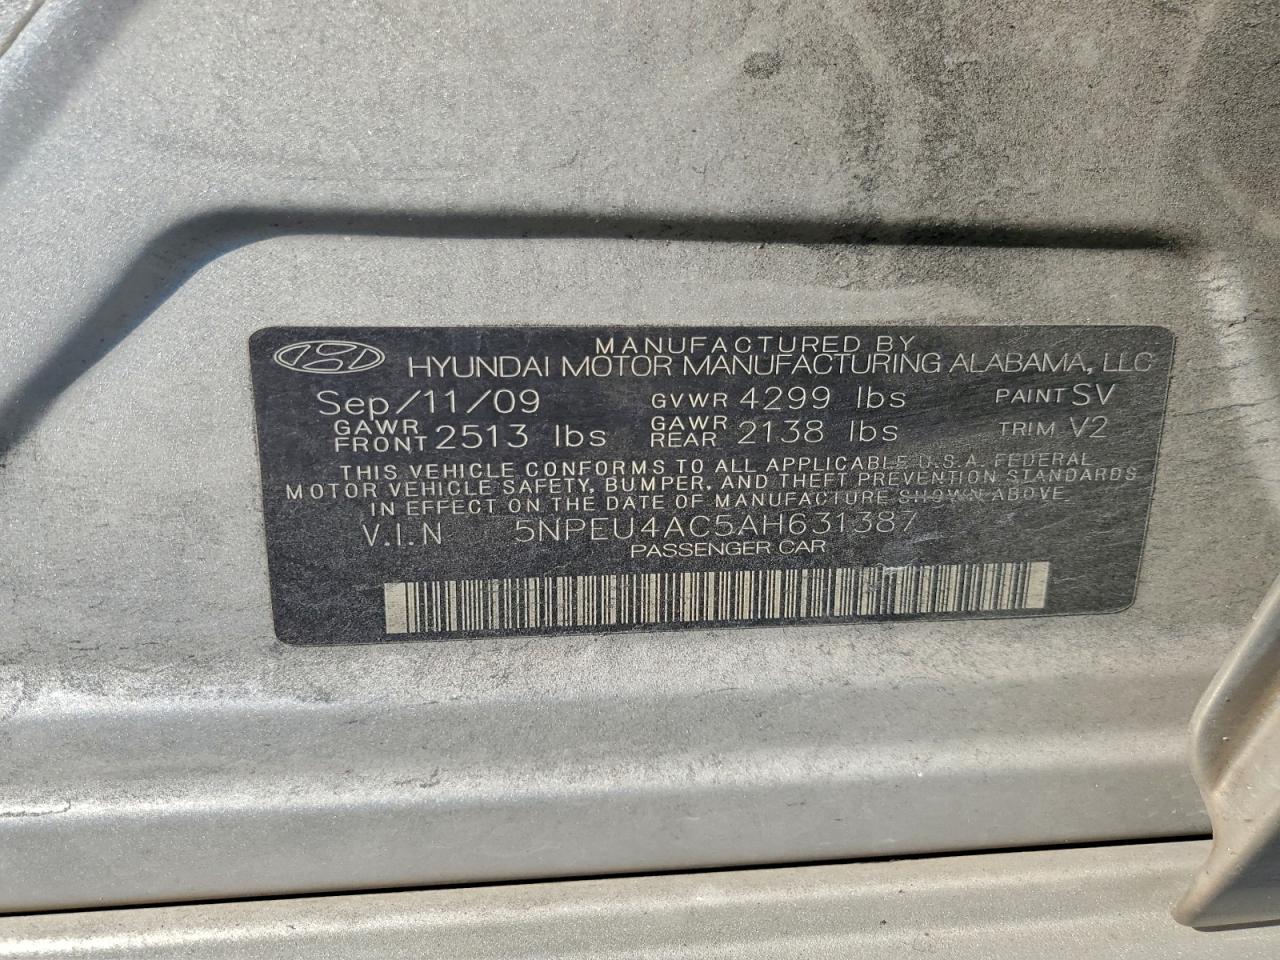 MANUFACTURED BY
HYUNDAI MOTOR MANUFACTURING ALABAMA, LLC
Sep/11/09 GVWR 4299 lbs PAINT SV
GAWR FRONT 2513 lbs GAWR REAR 2138 lbs TRIM V2
THIS VEHICLE CONFORMS TO ALL APPLICABLE U.S.A. FEDERAL
MOTOR VEHICLE SAFETY, BUMPER, AND THEFT PREVENTION STANDARDS
IN EFFECT ON THE DATE OF MANUFACTURE SHOWN ABOVE
V.I.N 5NPEU4AC5AH631387
PASSENGER CAR